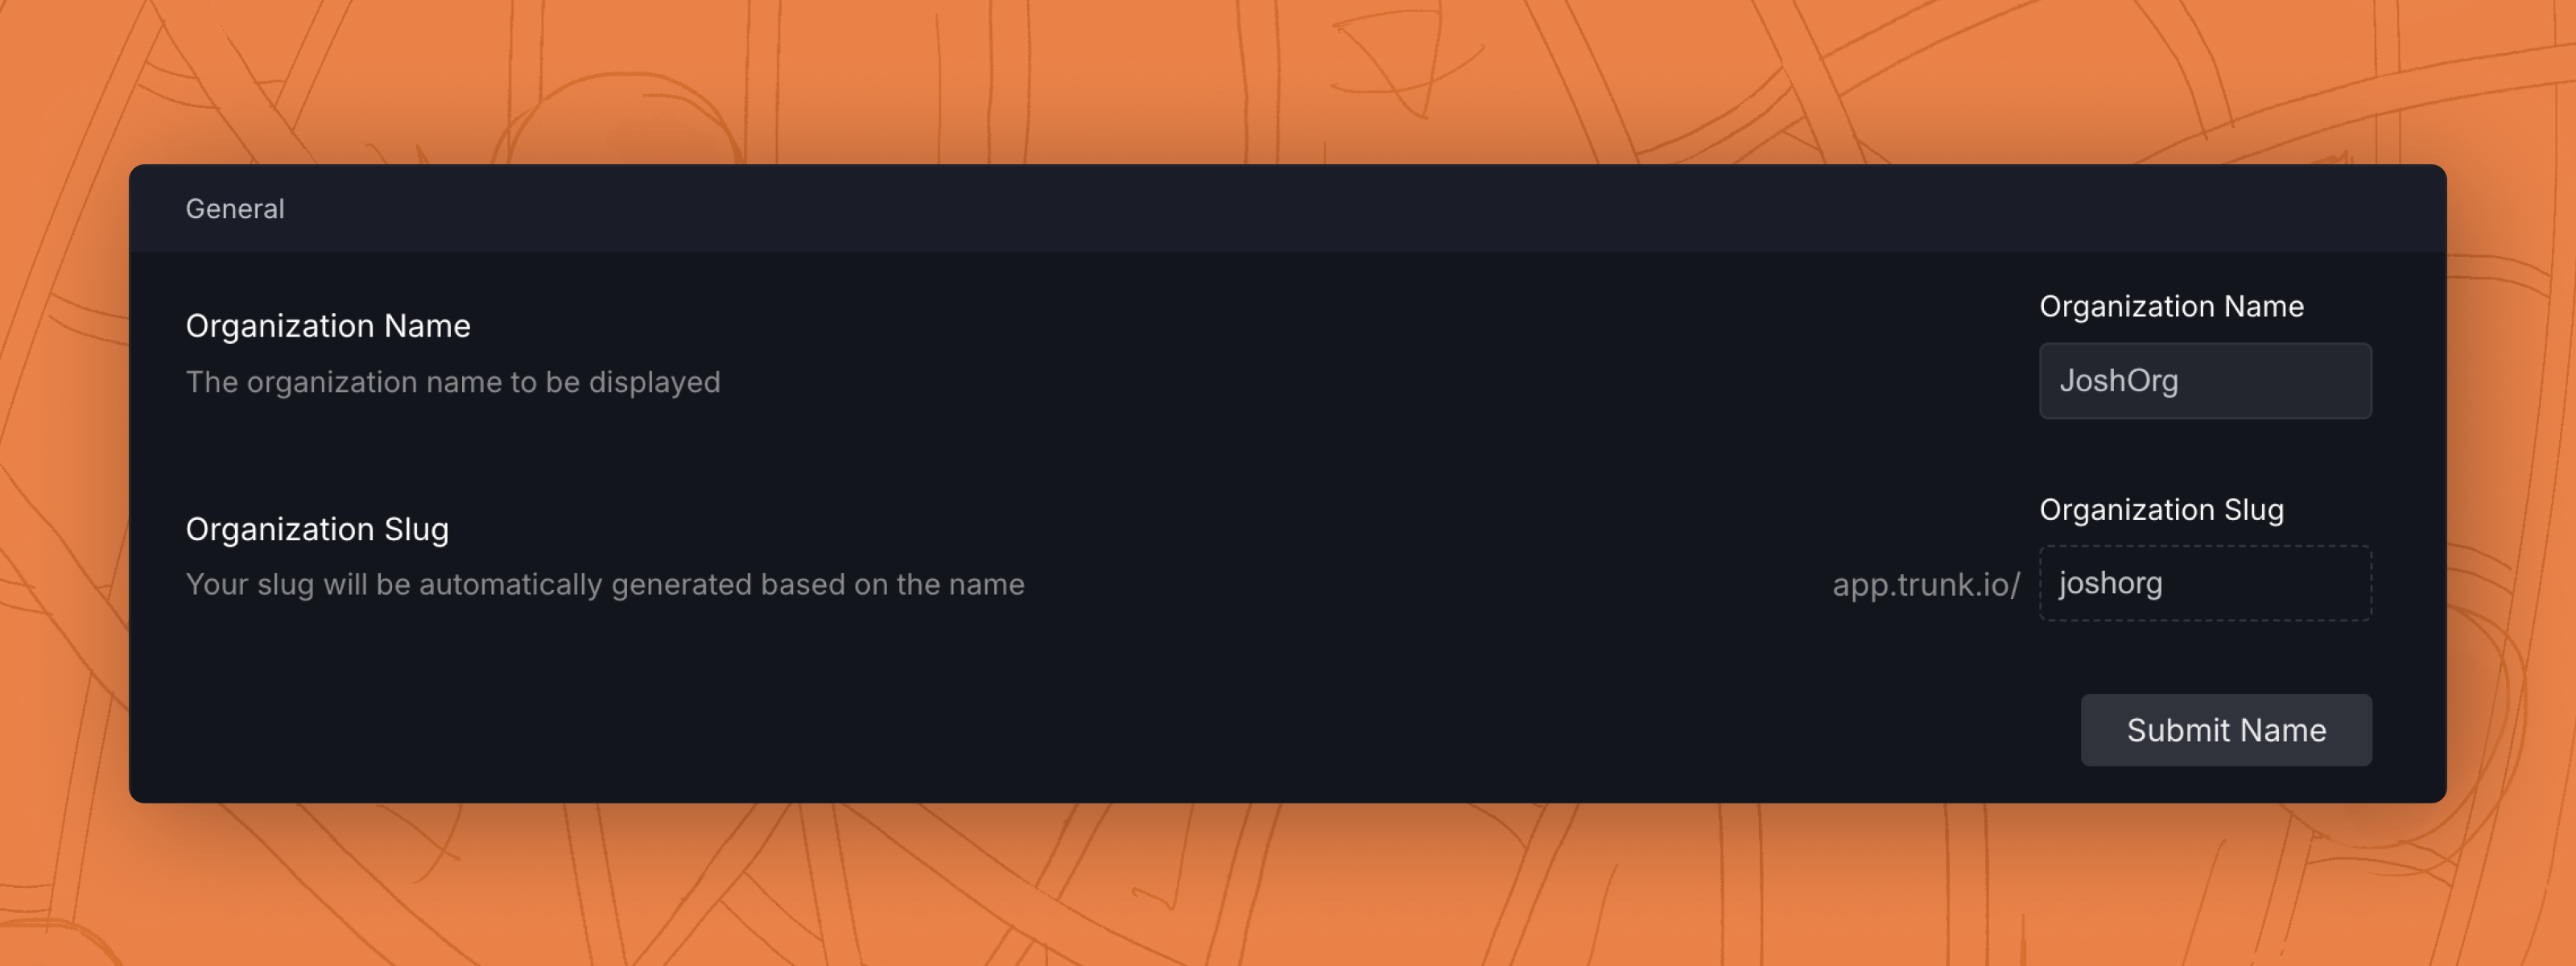 General
Organization Name
The organization name to be displayed
Organization Name
JoshOrg
Organization Slug
Your slug will be automatically generated based on the name
Organization Slug
app.trunk.io/ joshorg
Submit Name